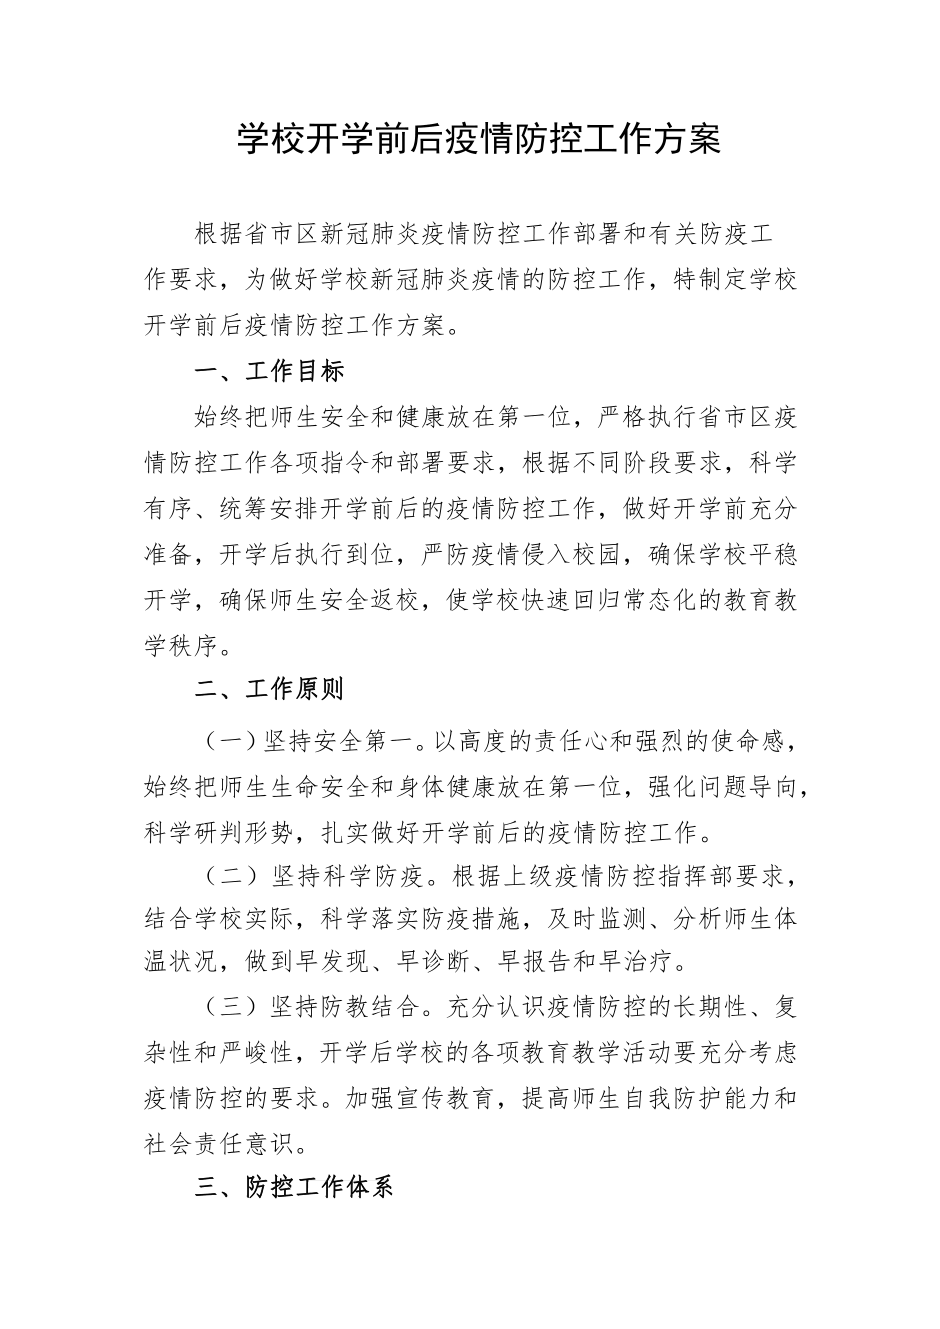 学校开学前后疫情防控工作方案
根据省市区新冠肺炎疫情防控工作部署和有关防疫工
作要求，为做好学校新冠肺炎疫情的防控工作，特制定学校
开学前后疫情防控工作方案。
一、工作目标
始终把师生安全和健康放在第一位，严格执行省市区疫
情防控工作各项指令和部署要求，根据不同阶段要求，科学
有序、统筹安排开学前后的疫情防控工作，做好开学前充分
准备，开学后执行到位，严防疫情侵入校园，确保学校平稳
开学，确保师生安全返校，使学校快速回归常态化的教育教
学秩序。
二、工作原则
（一）坚持安全第一。以高度的责任心和强烈的使命感，
始终把师生生命安全和身体健康放在第一位，强化问题导向，
科学研判形势，扎实做好开学前后的疫情防控工作。
（二）坚持科学防疫。根据上级疫情防控指挥部要求，
结合学校实际，科学落实防疫措施，及时监测、分析师生体
温状况，做到早发现、早诊断、早报告和早治疗。
（三）坚持防教结合。充分认识疫情防控的长期性、复
杂性和严峻性，开学后学校的各项教育教学活动要充分考虑
疫情防控的要求。加强宣传教育，提高师生自我防护能力和
社会责任意识。
三、防控工作体系